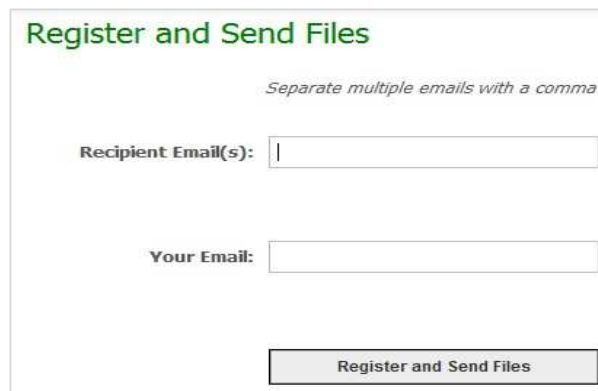 Register and Send Files
Separate multiple emails with a comma
Recipient Email(s):
Your Email:
Register and Send Files